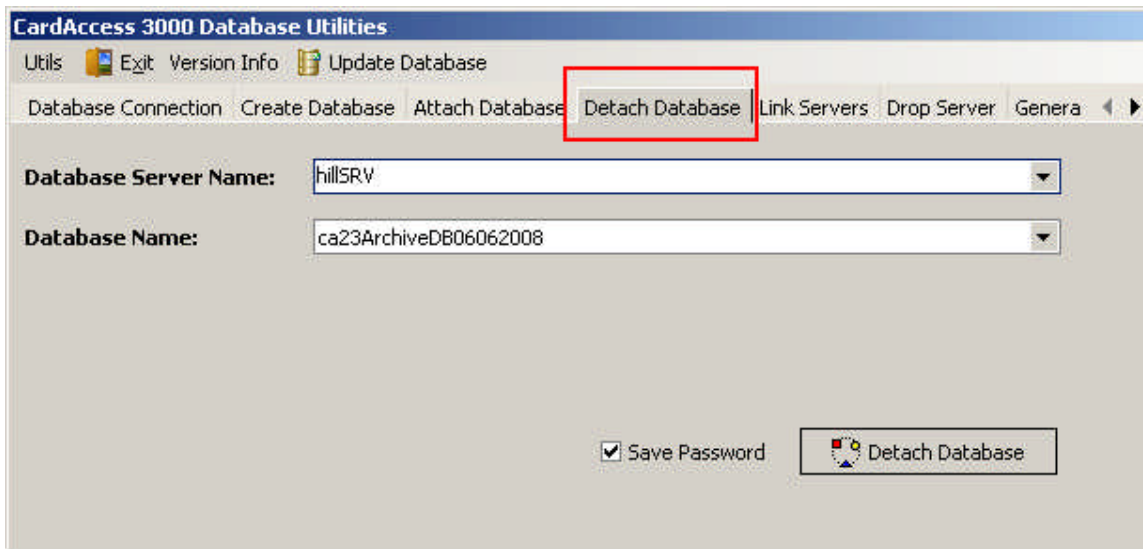 CardAccess 3000 Database Utilities
Utils Exit Version Info Update Database
Database Connection Create Database Attach Database Detach Database Link Servers Drop Server Genera
Database Server Name: hillSRV
Database Name: ca23ArchiveDB06062008
Save Password Detach Database